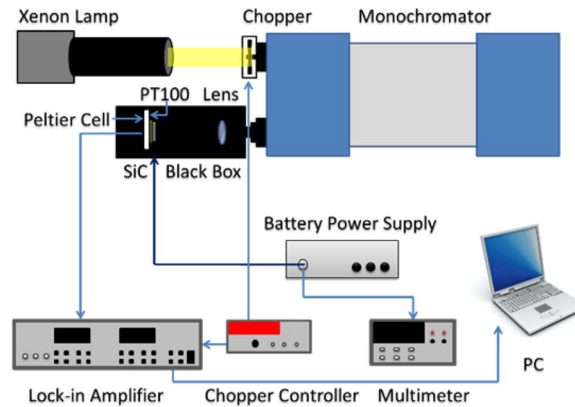 Xenon Lamp
Chopper
Monochromator
PT100
Lens
Peltier Cell
SiC
Black Box
Battery Power Supply
PC
Lock-in Amplifier
Chopper Controller
Multimeter